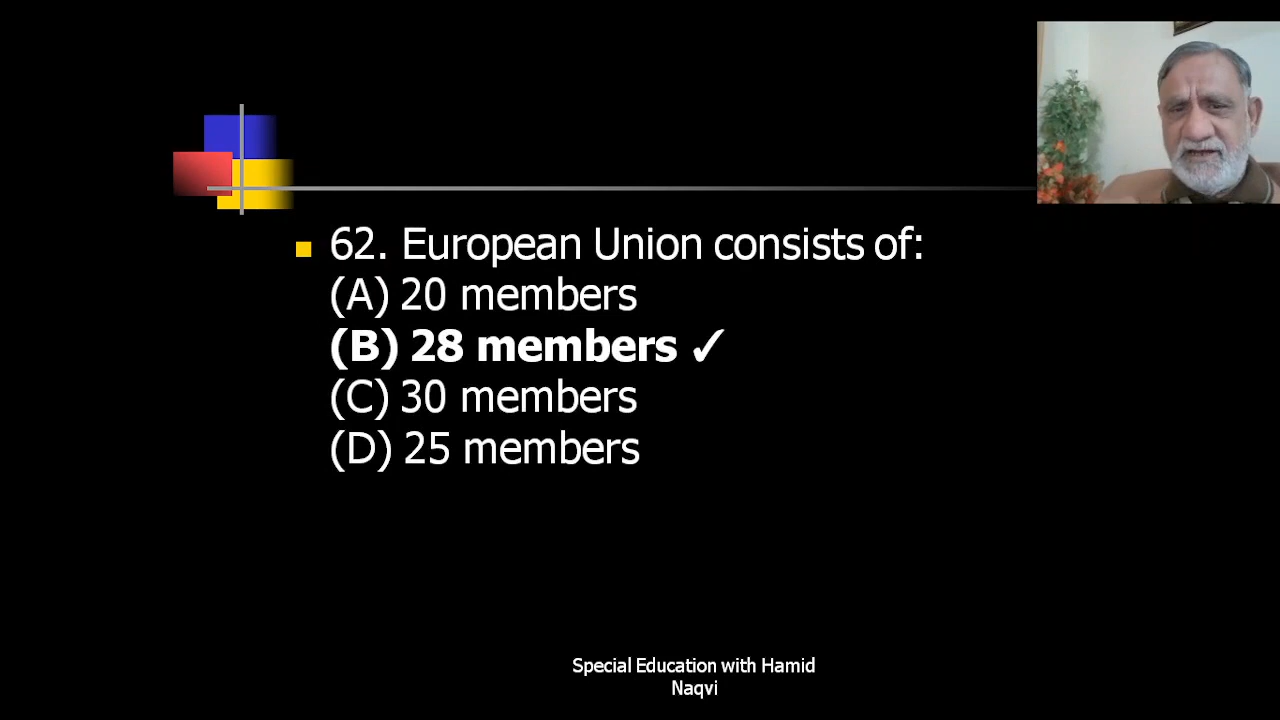 62. European Union consists of:
(A) 20 members
(B) 28 members ✓
(C) 30 members
(D) 25 members
Special Education with Hamid
Naqvi